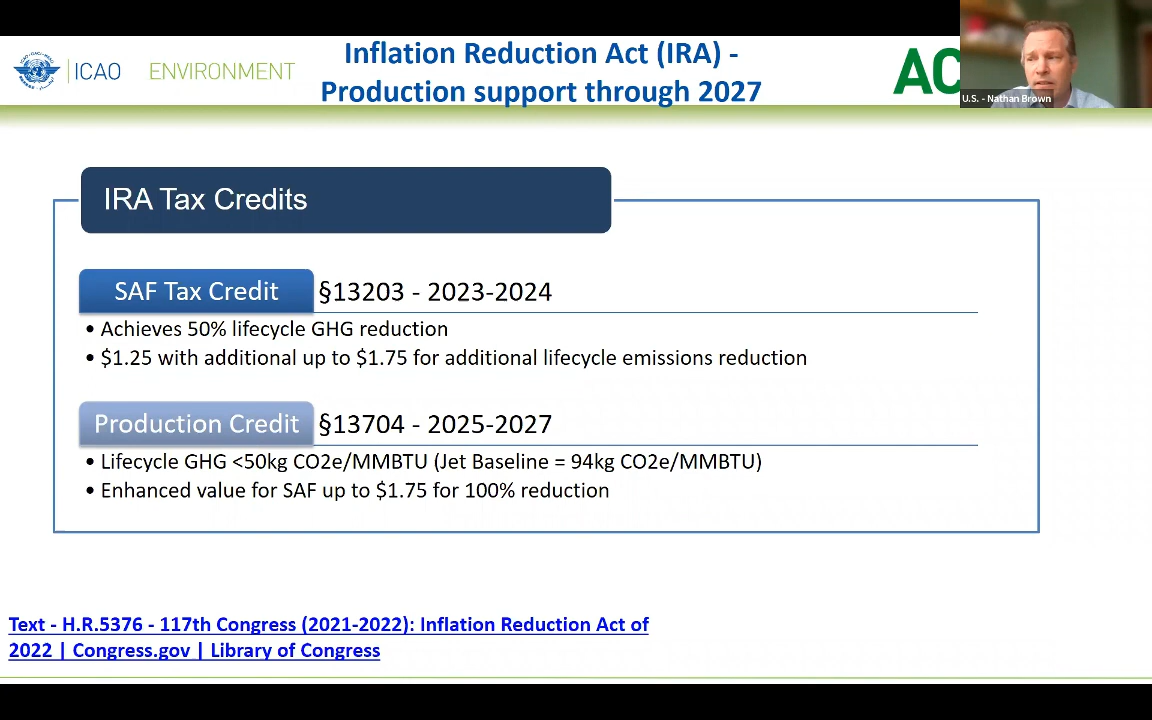 ICAO ENVIRONMENT
Inflation Reduction Act (IRA) -
Production support through 2027
AC
U.S. - Nathan Brown
IRA Tax Credits
SAF Tax Credit §13203 - 2023-2024
• Achieves 50% lifecycle GHG reduction
• $1.25 with additional up to $1.75 for additional lifecycle emissions reduction
Production Credit §13704 - 2025-2027
• Lifecycle GHG <50kg CO2e/MMBTU (Jet Baseline = 94kg CO2e/MMBTU)
• Enhanced value for SAF up to $1.75 for 100% reduction
Text - H.R.5376 - 117th Congress (2021-2022): Inflation Reduction Act of
2022 | Congress.gov | Library of Congress